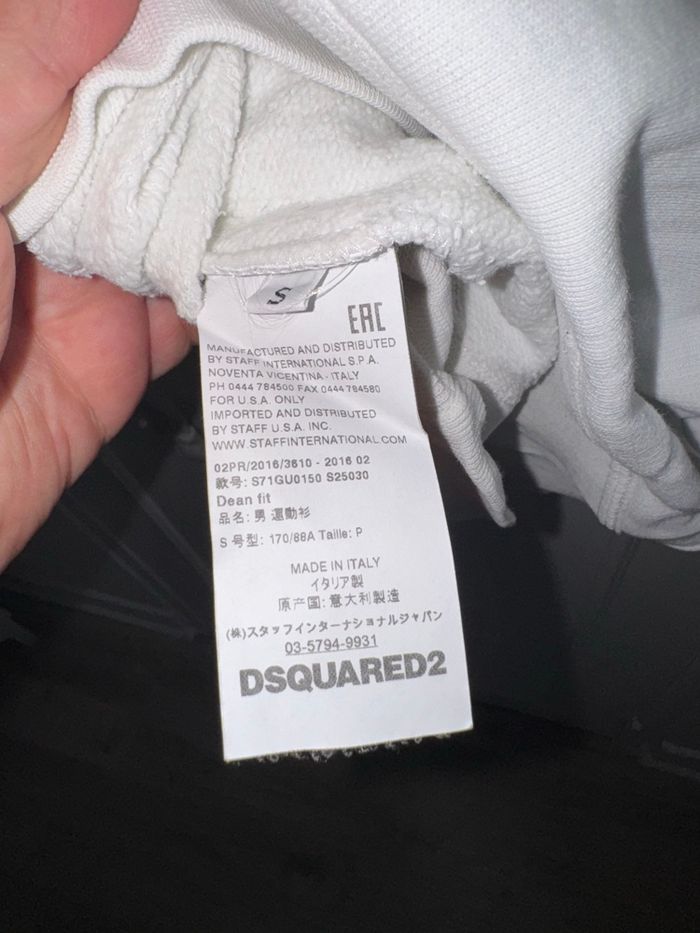 S
EAC
MANUFACTURED AND DISTRIBUTED
BY STAFF INTERNATIONAL S.P.A.
NOVENTA VICENTINA - ITALY
PH 0444 784500 FAX 0444 784580
FOR U.S.A. ONLY
IMPORTED AND DISTRIBUTED
BY STAFF U.S.A. INC.
WWW.STAFFINTERNATIONAL.COM
02PR/2016/3610 - 2016 02
款号: S71GU0150 S25030
Dean fit
品名: 男 運動衫
S 号型: 170/88A Taille: P
MADE IN ITALY
イタリア製
原产国: 意大利製造
(株)スタッフインターナショナルジャパン
03-5794-9931
DSQUARED2